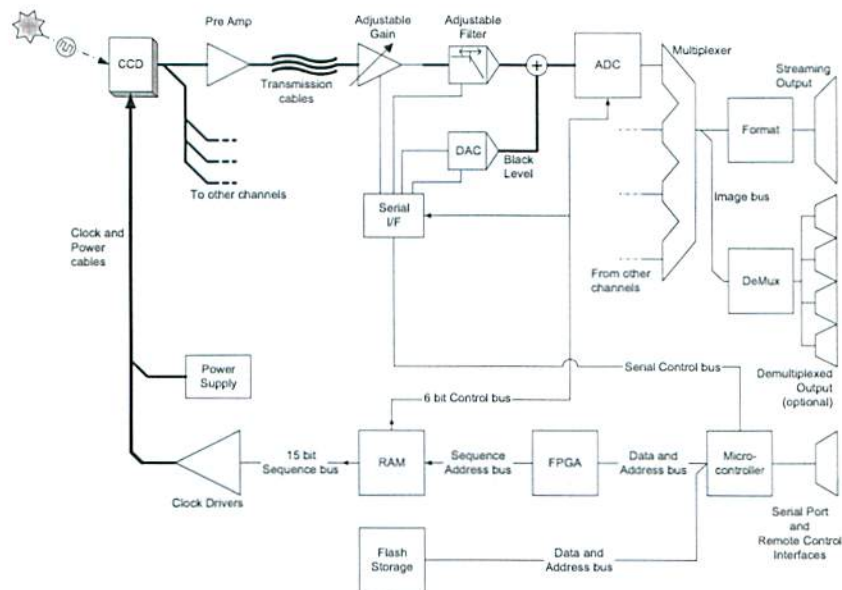 CCD
Pre Amp
Transmission
cables
Adjustable
Gain
Adjustable
Filter
+
ADC
Multiplexer
Streaming
Output
Format
DAC
Black
Level
To other channels
Serial
I/F
Image bus
Clock and
Power
cables
From other
channels
DeMux
Power
Supply
Serial Control bus
Demultiplexed
Output
(optional)
6 bit Control bus
15 bit
Sequence bus
RAM
Sequence
Address bus
FPGA
Data and
Address bus
Micro-
controller
Clock Drivers
Serial Port
and
Remote Control
Interfaces
Flash
Storage
Data and
Address bus